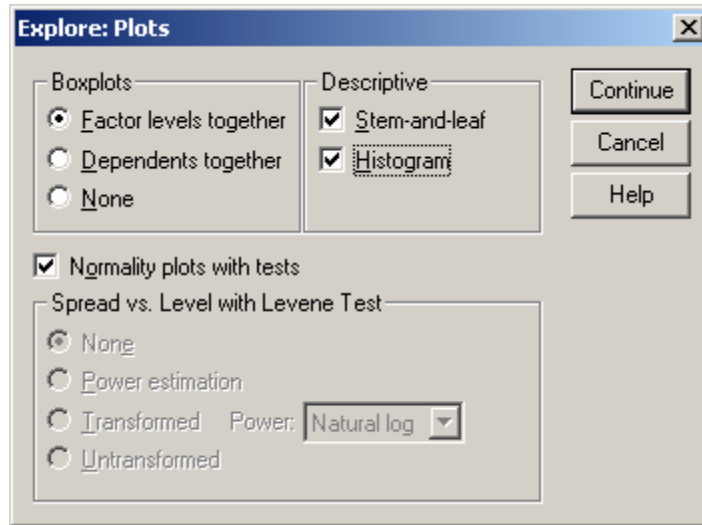 Explore: Plots
Boxplots
Factor levels together
Dependents together
None
Descriptive
Stem-and-leaf
Histogram
Continue
Cancel
Help
Normality plots with tests
Spread vs. Level with Levene Test
None
Power estimation
Transformed Power: Natural log
Untransformed